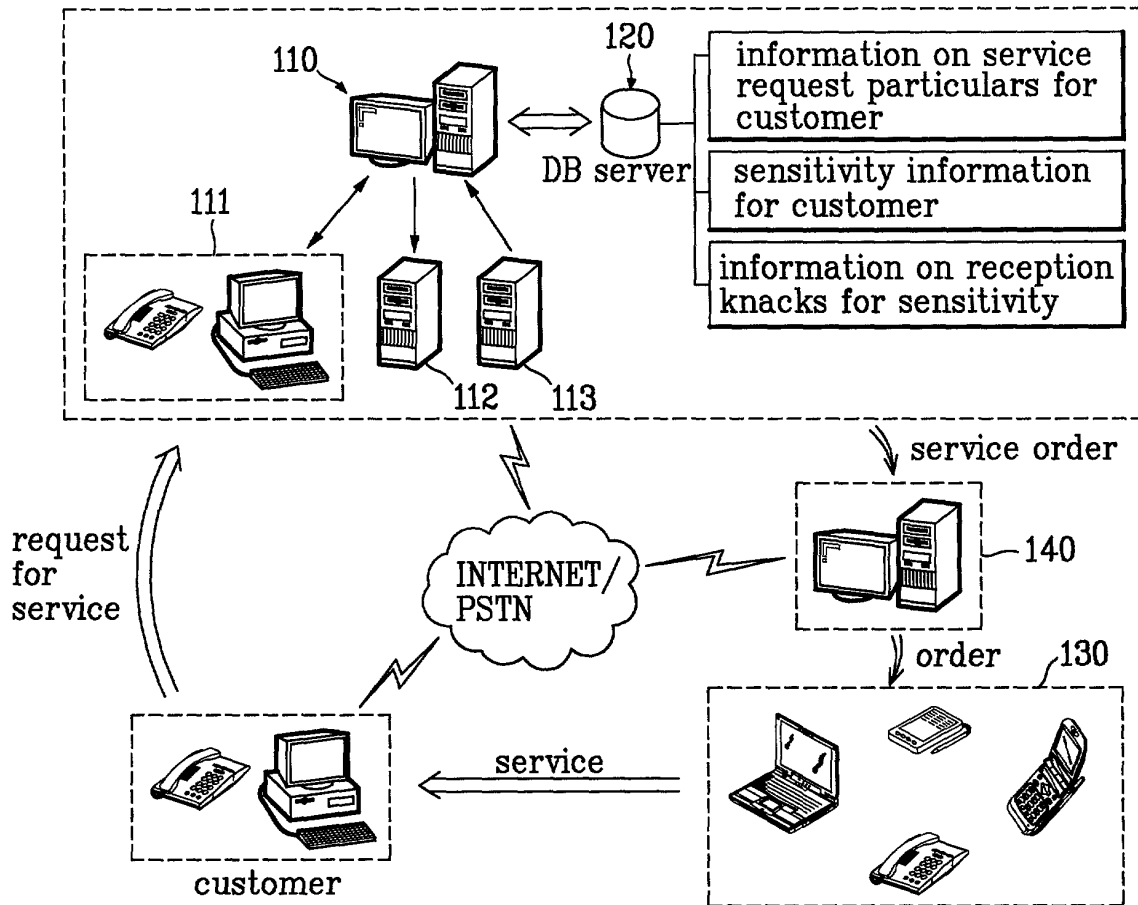 120
110
information on service
request particulars for
customer
DB server
sensitivity information
for customer
111
information on reception
knacks for sensitivity
112
113
service order
request
for
service
INTERNET/
PSTN
140
order
130
service
customer